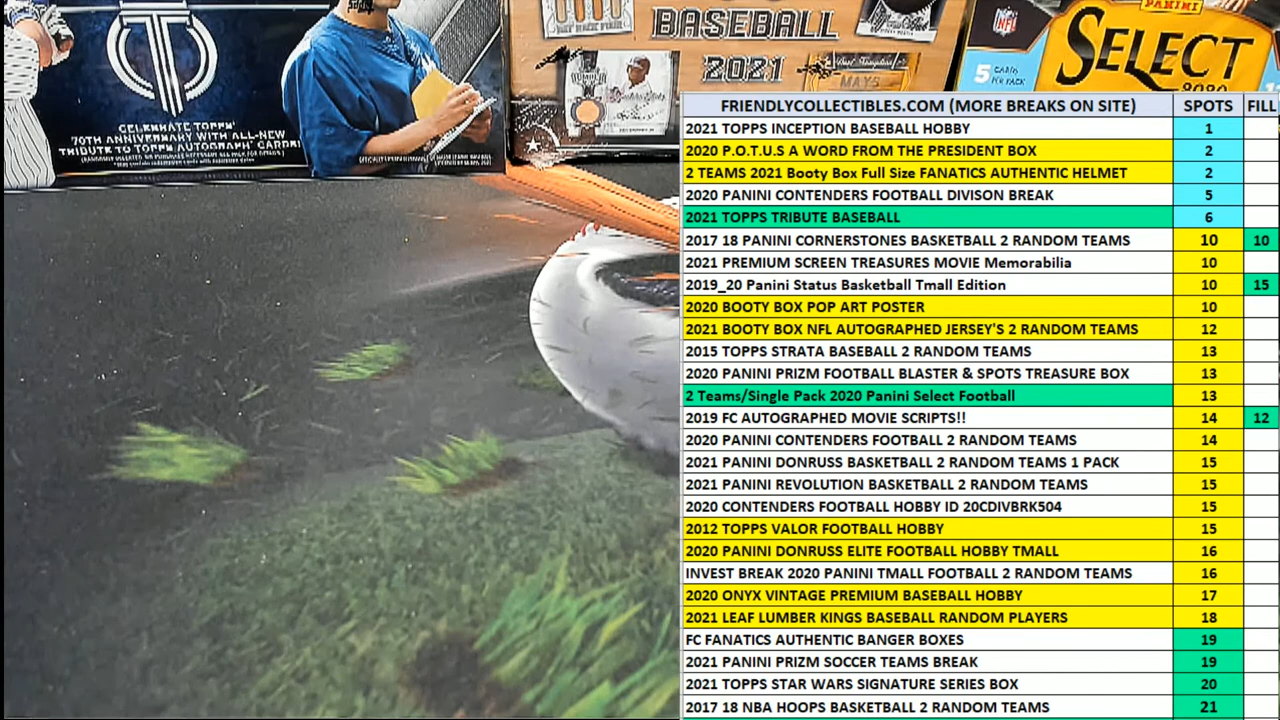 CELEBRATE TOPPS'
70TH ANNIVERSARY WITH ALL-NEW
TRIBUTE TO TOPPS AUTOGRAPH CARDS!
BASEBALL
2021
MAYS
NFL
PANINI
SELECT
5 CARDS
PER PACK
2020
FRIENDLYCOLLECTIBLES.COM (MORE BREAKS ON SITE) SPOTS FILL
2021 TOPPS INCEPTION BASEBALL HOBBY 1
2020 P.O.T.U.S A WORD FROM THE PRESIDENT BOX 2
2 TEAMS 2021 Booty Box Full Size FANATICS AUTHENTIC HELMET 2
2020 PANINI CONTENDERS FOOTBALL DIVISON BREAK 5
2021 TOPPS TRIBUTE BASEBALL 6
2017 18 PANINI CORNERSTONES BASKETBALL 2 RANDOM TEAMS 10 10
2021 PREMIUM SCREEN TREASURES MOVIE Memorabilia 10
2019_20 Panini Status Basketball Tmall Edition 10 15
2020 BOOTY BOX POP ART POSTER 10
2021 BOOTY BOX NFL AUTOGRAPHED JERSEY'S 2 RANDOM TEAMS 12
2015 TOPPS STRATA BASEBALL 2 RANDOM TEAMS 13
2020 PANINI PRIZM FOOTBALL BLASTER & SPOTS TREASURE BOX 13
2 Teams/Single Pack 2020 Panini Select Football 13
2019 FC AUTOGRAPHED MOVIE SCRIPTS!! 14 12
2020 PANINI CONTENDERS FOOTBALL 2 RANDOM TEAMS 14
2021 PANINI DONRUSS BASKETBALL 2 RANDOM TEAMS 1 PACK 15
2021 PANINI REVOLUTION BASKETBALL 2 RANDOM TEAMS 15
2020 CONTENDERS FOOTBALL HOBBY ID 20CDIVBRK504 15
2012 TOPPS VALOR FOOTBALL HOBBY 15
2020 PANINI DONRUSS ELITE FOOTBALL HOBBY TMALL 16
INVEST BREAK 2020 PANINI TMALL FOOTBALL 2 RANDOM TEAMS 16
2020 ONYX VINTAGE PREMIUM BASEBALL HOBBY 17
2021 LEAF LUMBER KINGS BASEBALL RANDOM PLAYERS 18
FC FANATICS AUTHENTIC BANGER BOXES 19
2021 PANINI PRIZM SOCCER TEAMS BREAK 19
2021 TOPPS STAR WARS SIGNATURE SERIES BOX 20
2017 18 NBA HOOPS BASKETBALL 2 RANDOM TEAMS 21